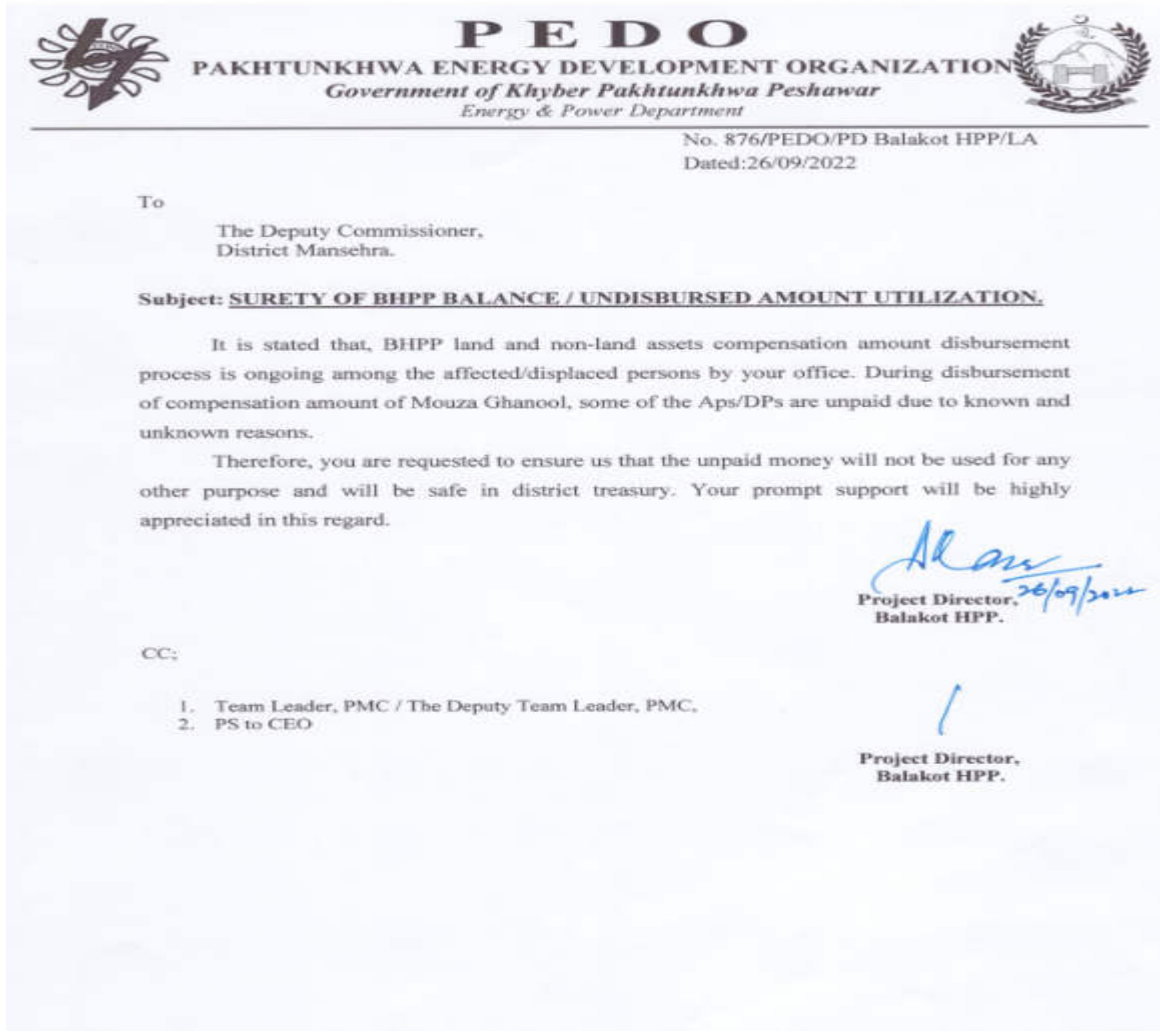 P E D O
PAKHTUNKHWA ENERGY DEVELOPMENT ORGANIZATION
Government of Khyber Pakhtunkhwa Peshawar
Energy & Power Department
No. 876/PEDO/PD Balakot HPP/LA
Dated:26/09/2022
To
The Deputy Commissioner,
District Mansehra.
Subject: SURETY OF BHPP BALANCE / UNDISBURSED AMOUNT UTILIZATION.
It is stated that, BHPP land and non-land assets compensation amount disbursement
process is ongoing among the affected/displaced persons by your office. During disbursement
of compensation amount of Mouza Ghanool, some of the Aps/DPs are unpaid due to known and
unknown reasons.
Therefore, you are requested to ensure us that the unpaid money will not be used for any
other purpose and will be safe in district treasury. Your prompt support will be highly
appreciated in this regard.
26/09/2022
Project Director,
Balakot HPP.
CC;
1. Team Leader, PMC / The Deputy Team Leader, PMC,
2. PS to CEO
Project Director,
Balakot HPP.